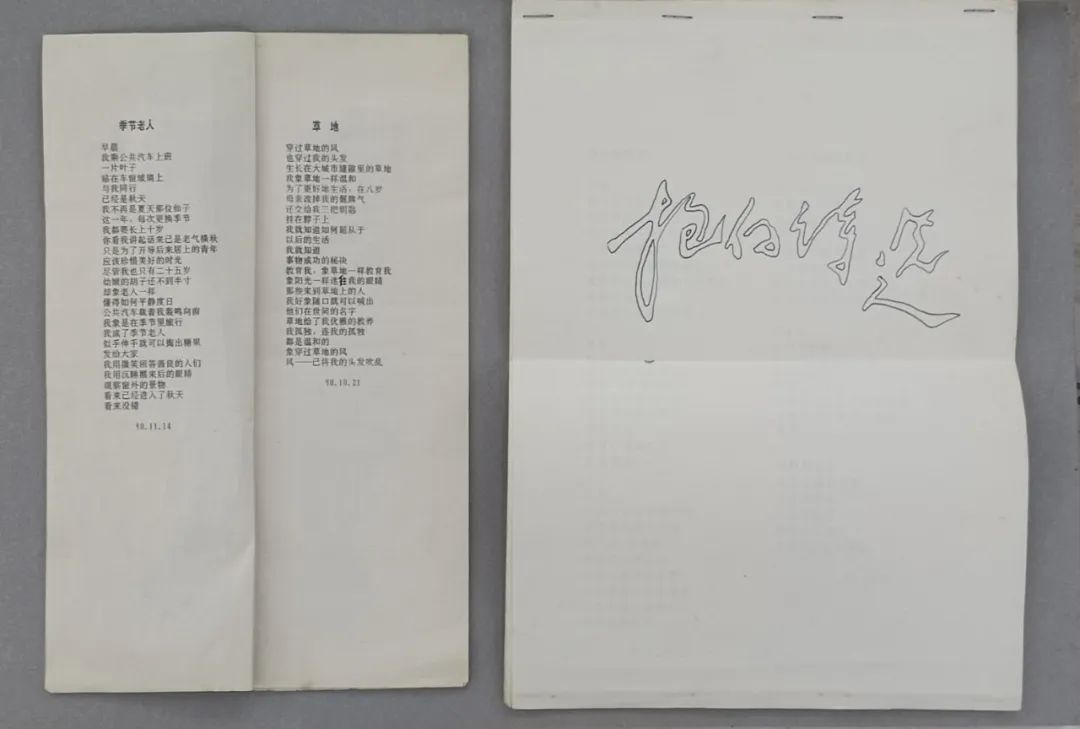 季节老人
早晨
我乘公共汽车上班
一片叶子
贴在车窗玻璃上
与我同行
已经是秋天
我不再是夏天那位仙子
这一年，每次更换季节
我都要长上十岁
你看我讲起话来已是老气横秋
只是为了开导后来居上的青年
应该珍惜美好的时光
尽管我也只有二十五岁
幼嫩的胡子还不到半寸
却象老人一样
懂得如何平静度日
公共汽车载着我轰鸣向前
我象是在季节里旅行
我成了季节老人
似乎伸手就可以掏出糖果
发给大家
我用微笑回答善良的人们
我用沉睡醒来后的眼睛
观察窗外的景物
看来已经进入了秋天
看来没错
90.11.14
草地
穿过草地的风
也穿过我的头发
生长在大城市缝隙里的草地
我象草地一样温和
为了更好地生活，在八岁
母亲洗掉我的倔脾气
还交给我三把钥匙
挂在脖子上
我就知道如何屈从于
以后的生活
我就知道
事物成功的秘诀
教育我，象草地一样教育我
象阳光一样迷住我的眼睛
那些来到草地上的人
我好象随口就可以喊出
他们在世间的名字
草地给了我优雅的教养
我孤独，连我的孤独
都是温和的
象穿过草地的风
风——已将我的头发吹乱
90.10.21
诗选